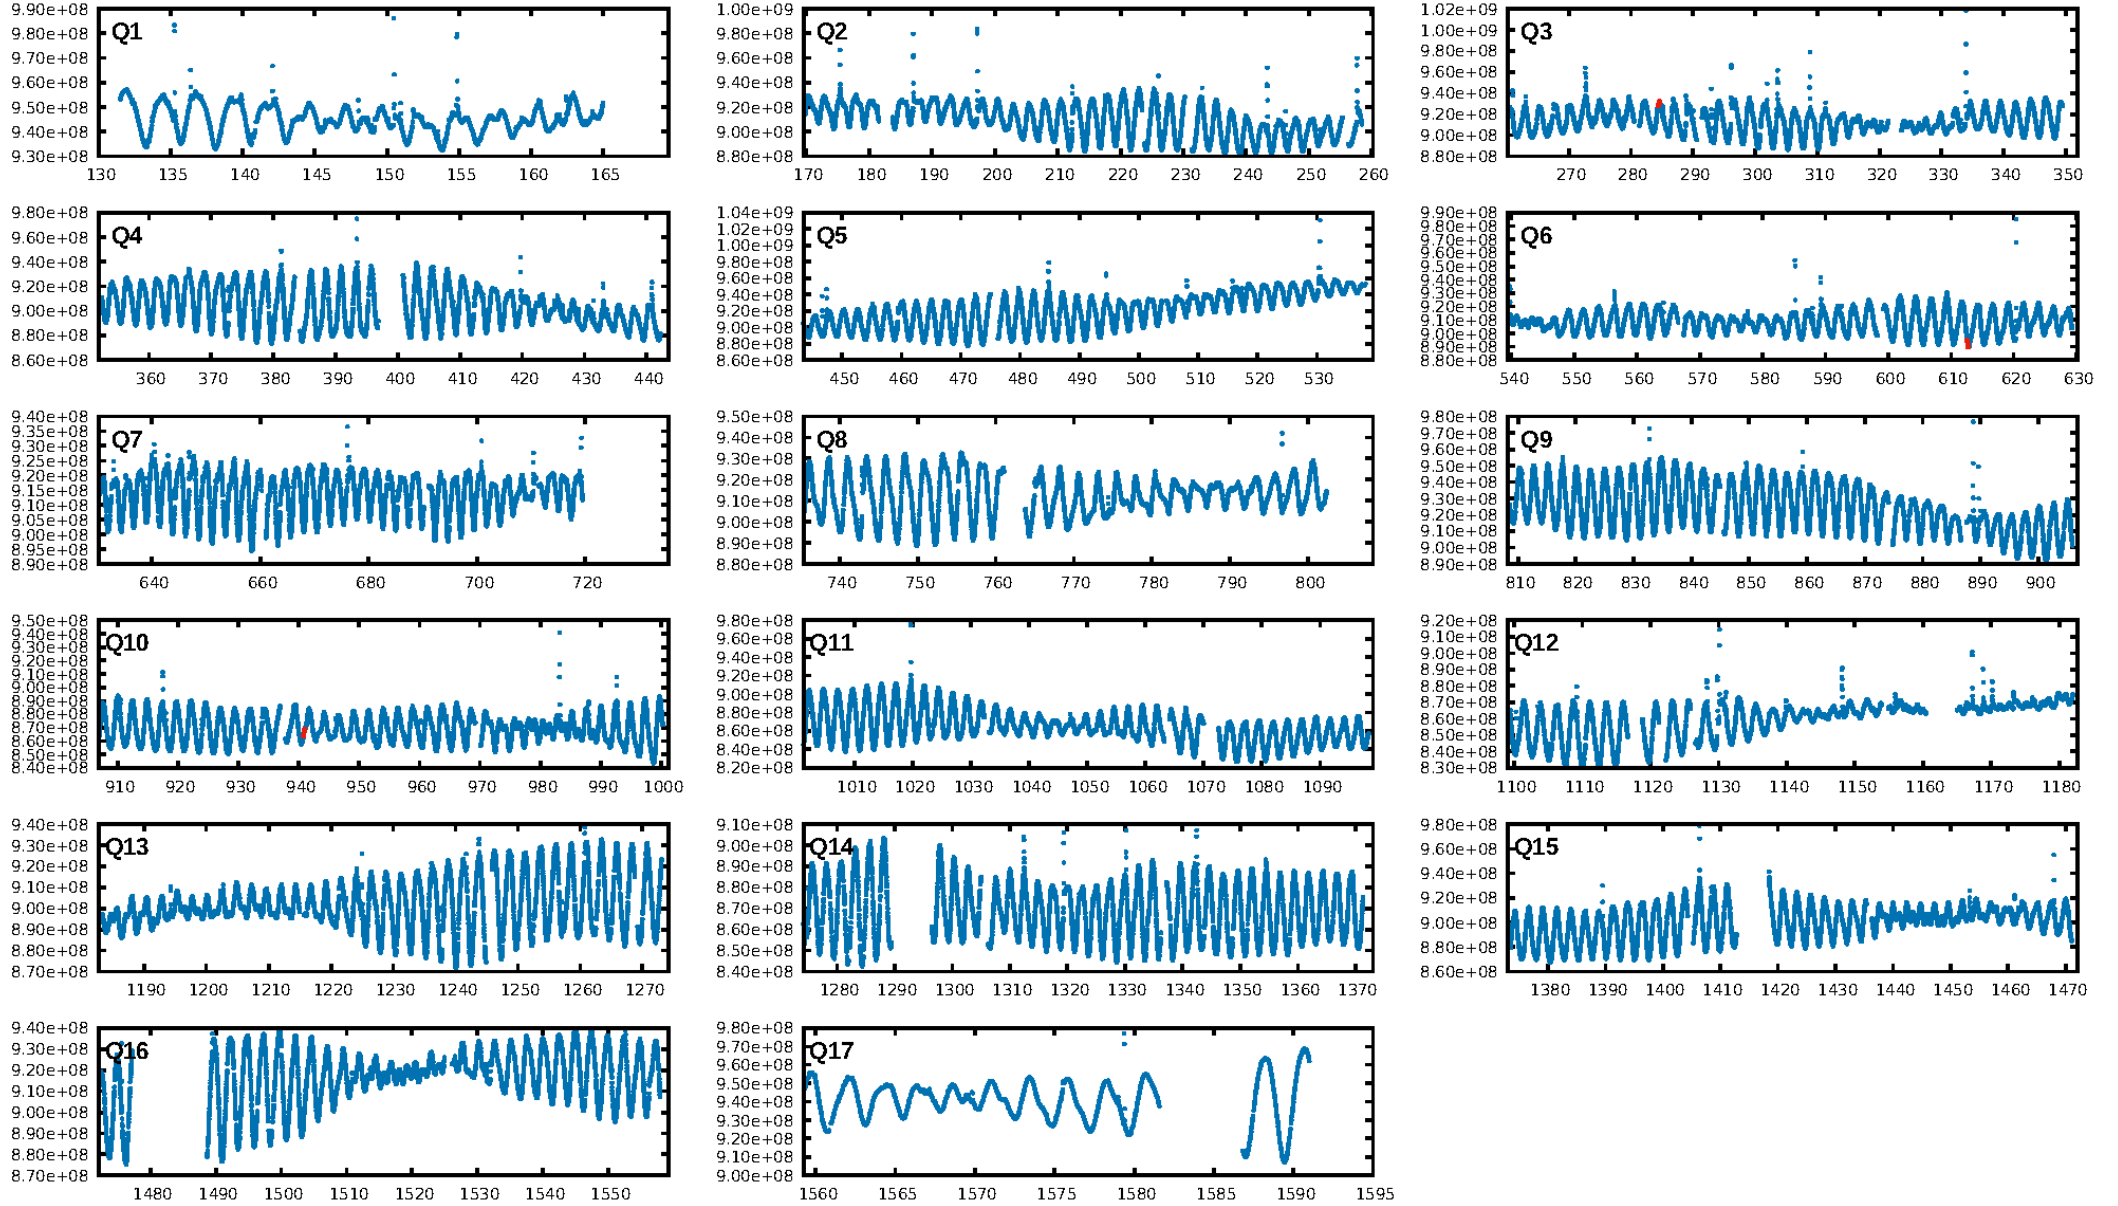 Q1
9.90e+08
9.80e+08
9.70e+08
9.60e+08
9.50e+08
9.40e+08
9.30e+08
130 135 140 145 150 155 160 165
Q2
1.00e+09
9.80e+08
9.60e+08
9.40e+08
9.20e+08
9.00e+08
8.80e+08
170 180 190 200 210 220 230 240 250 260
Q3
1.02e+09
1.00e+09
9.80e+08
9.60e+08
9.40e+08
9.20e+08
9.00e+08
8.80e+08
270 280 290 300 310 320 330 340 350
Q4
9.80e+08
9.60e+08
9.40e+08
9.20e+08
9.00e+08
8.80e+08
8.60e+08
360 370 380 390 400 410 420 430 440
Q5
1.04e+09
1.02e+09
1.00e+09
9.80e+08
9.60e+08
9.40e+08
9.20e+08
9.00e+08
8.80e+08
8.60e+08
450 460 470 480 490 500 510 520 530
Q6
9.90e+08
9.80e+08
9.70e+08
9.60e+08
9.50e+08
9.40e+08
9.30e+08
9.20e+08
9.10e+08
9.00e+08
8.90e+08
8.80e+08
540 550 560 570 580 590 600 610 620 630
Q7
9.40e+08
9.35e+08
9.30e+08
9.25e+08
9.20e+08
9.15e+08
9.10e+08
9.05e+08
9.00e+08
8.95e+08
8.90e+08
640 660 680 700 720
Q8
9.50e+08
9.40e+08
9.30e+08
9.20e+08
9.10e+08
9.00e+08
8.90e+08
8.80e+08
740 750 760 770 780 790 800
Q9
9.80e+08
9.70e+08
9.60e+08
9.50e+08
9.40e+08
9.30e+08
9.20e+08
9.10e+08
9.00e+08
8.90e+08
810 820 830 840 850 860 870 880 890 900
Q10
9.50e+08
9.40e+08
9.30e+08
9.20e+08
9.10e+08
9.00e+08
8.90e+08
8.80e+08
8.70e+08
8.60e+08
8.50e+08
8.40e+08
910 920 930 940 950 960 970 980 990 1000
Q11
9.80e+08
9.60e+08
9.40e+08
9.20e+08
9.00e+08
8.80e+08
8.60e+08
8.40e+08
8.20e+08
1010 1020 1030 1040 1050 1060 1070 1080 1090
Q12
9.20e+08
9.10e+08
9.00e+08
8.90e+08
8.80e+08
8.70e+08
8.60e+08
8.50e+08
8.40e+08
8.30e+08
1100 1110 1120 1130 1140 1150 1160 1170 1180
Q13
9.40e+08
9.30e+08
9.20e+08
9.10e+08
9.00e+08
8.90e+08
8.80e+08
8.70e+08
1190 1200 1210 1220 1230 1240 1250 1260 1270
Q14
9.10e+08
9.00e+08
8.90e+08
8.80e+08
8.70e+08
8.60e+08
8.50e+08
8.40e+08
1280 1290 1300 1310 1320 1330 1340 1350 1360 1370
Q15
9.80e+08
9.60e+08
9.40e+08
9.20e+08
9.00e+08
8.80e+08
8.60e+08
1380 1390 1400 1410 1420 1430 1440 1450 1460 1470
Q16
9.40e+08
9.30e+08
9.20e+08
9.10e+08
9.00e+08
8.90e+08
8.80e+08
8.70e+08
1480 1490 1500 1510 1520 1530 1540 1550
Q17
9.80e+08
9.70e+08
9.60e+08
9.50e+08
9.40e+08
9.30e+08
9.20e+08
9.10e+08
9.00e+08
1560 1565 1570 1575 1580 1585 1590 1595